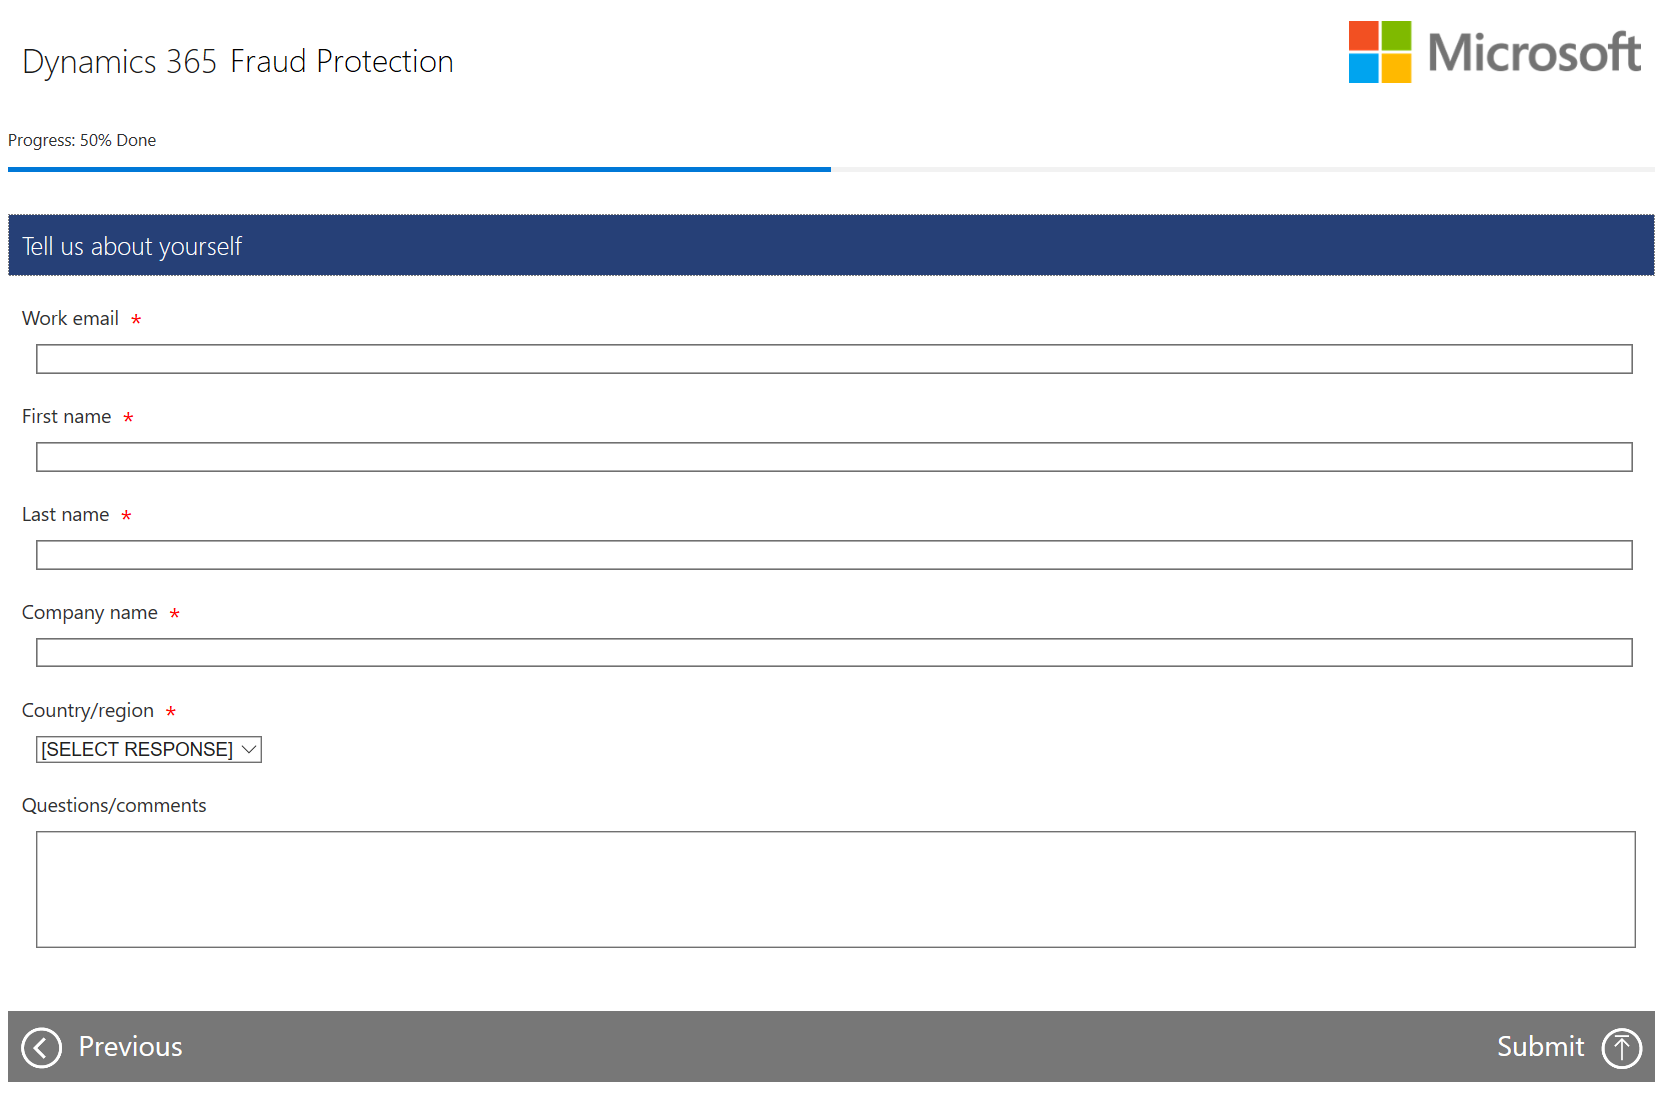 Dynamics 365 Fraud Protection
Microsoft
Progress: 50% Done
Tell us about yourself
Work email *
First name *
Last name *
Company name *
Country/region *
[SELECT RESPONSE]
Questions/comments
Previous
Submit